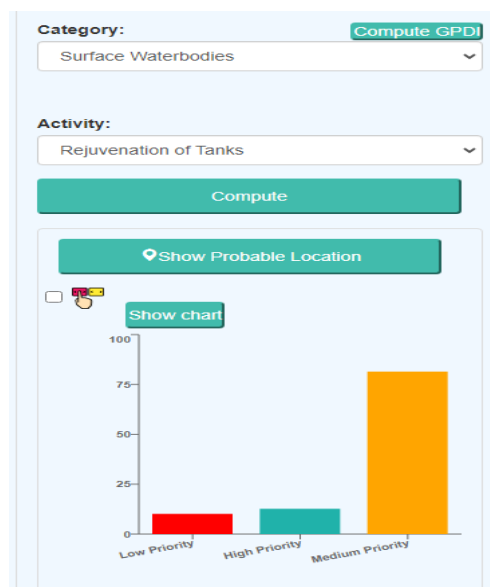 Category:
Compute GPDI
Surface Waterbodies
Activity:
Rejuvenation of Tanks
Compute
Show Probable Location
Show chart
100
75
50
25
0
Low Priority
High Priority
Medium Priority